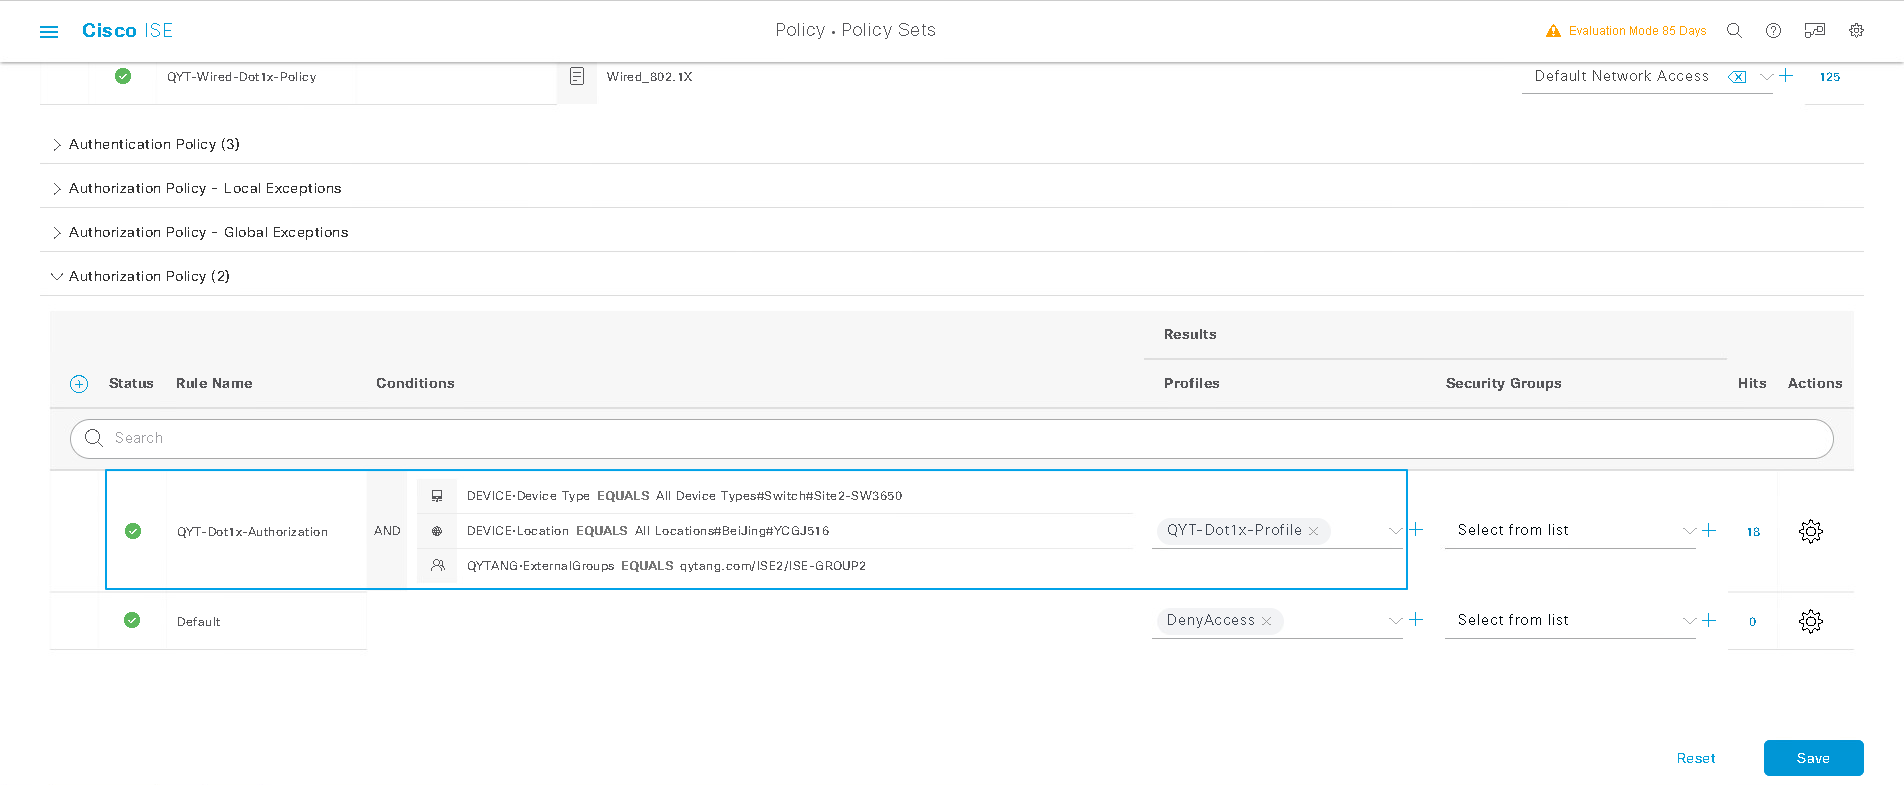 Cisco ISE
Policy • Policy Sets
Evaluation Mode 85 Days
QYT-Wired-Dot1x-Policy
Wired_802.1X
Default Network Access
125
Authentication Policy (3)
Authorization Policy - Local Exceptions
Authorization Policy - Global Exceptions
Authorization Policy (2)
Results
Status Rule Name Conditions Profiles Security Groups Hits Actions
Search
QYT-Dot1x-Authorization
AND
DEVICE·Device Type EQUALS All Device Types#Switch#Site2-SW3650
DEVICE·Location EQUALS All Locations#BeiJing#YCGJ516
QYTANG·ExternalGroups EQUALS qytang.com/ISE2/ISE-GROUP2
QYT-Dot1x-Profile
Select from list
18
Default
DenyAccess
Select from list
0
Reset
Save